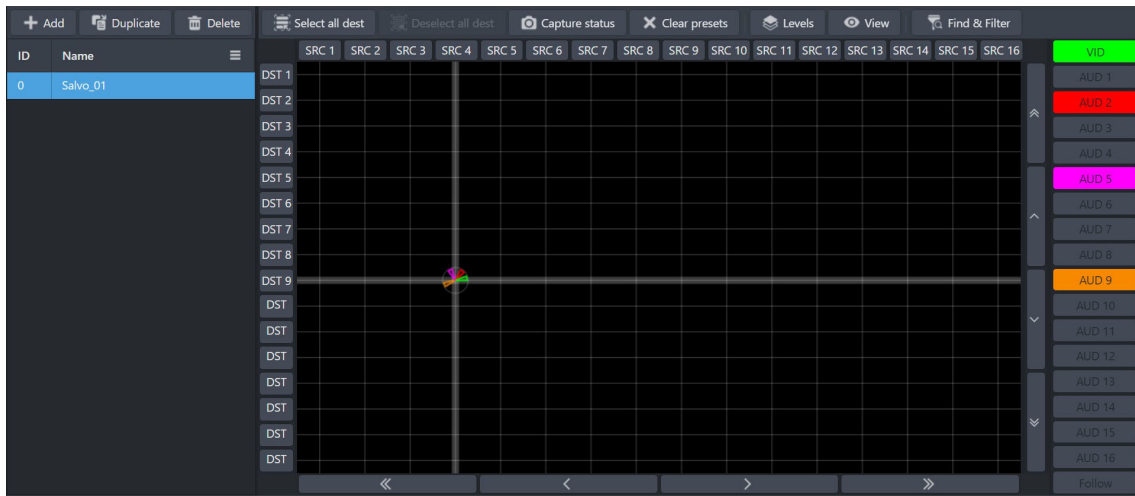 Add Duplicate Delete Select all dest Deselect all dest Capture status Clear presets Levels View Find & Filter
ID Name
0 Salvo_01
SRC 1 SRC 2 SRC 3 SRC 4 SRC 5 SRC 6 SRC 7 SRC 8 SRC 9 SRC 10 SRC 11 SRC 12 SRC 13 SRC 14 SRC 15 SRC 16
DST 1
DST 2
DST 3
DST 4
DST 5
DST 6
DST 7
DST 8
DST 9
DST
DST
DST
DST
DST
DST
DST
VID
AUD 1
AUD 2
AUD 3
AUD 4
AUD 5
AUD 6
AUD 7
AUD 8
AUD 9
AUD 10
AUD 11
AUD 12
AUD 13
AUD 14
AUD 15
AUD 16
Follow